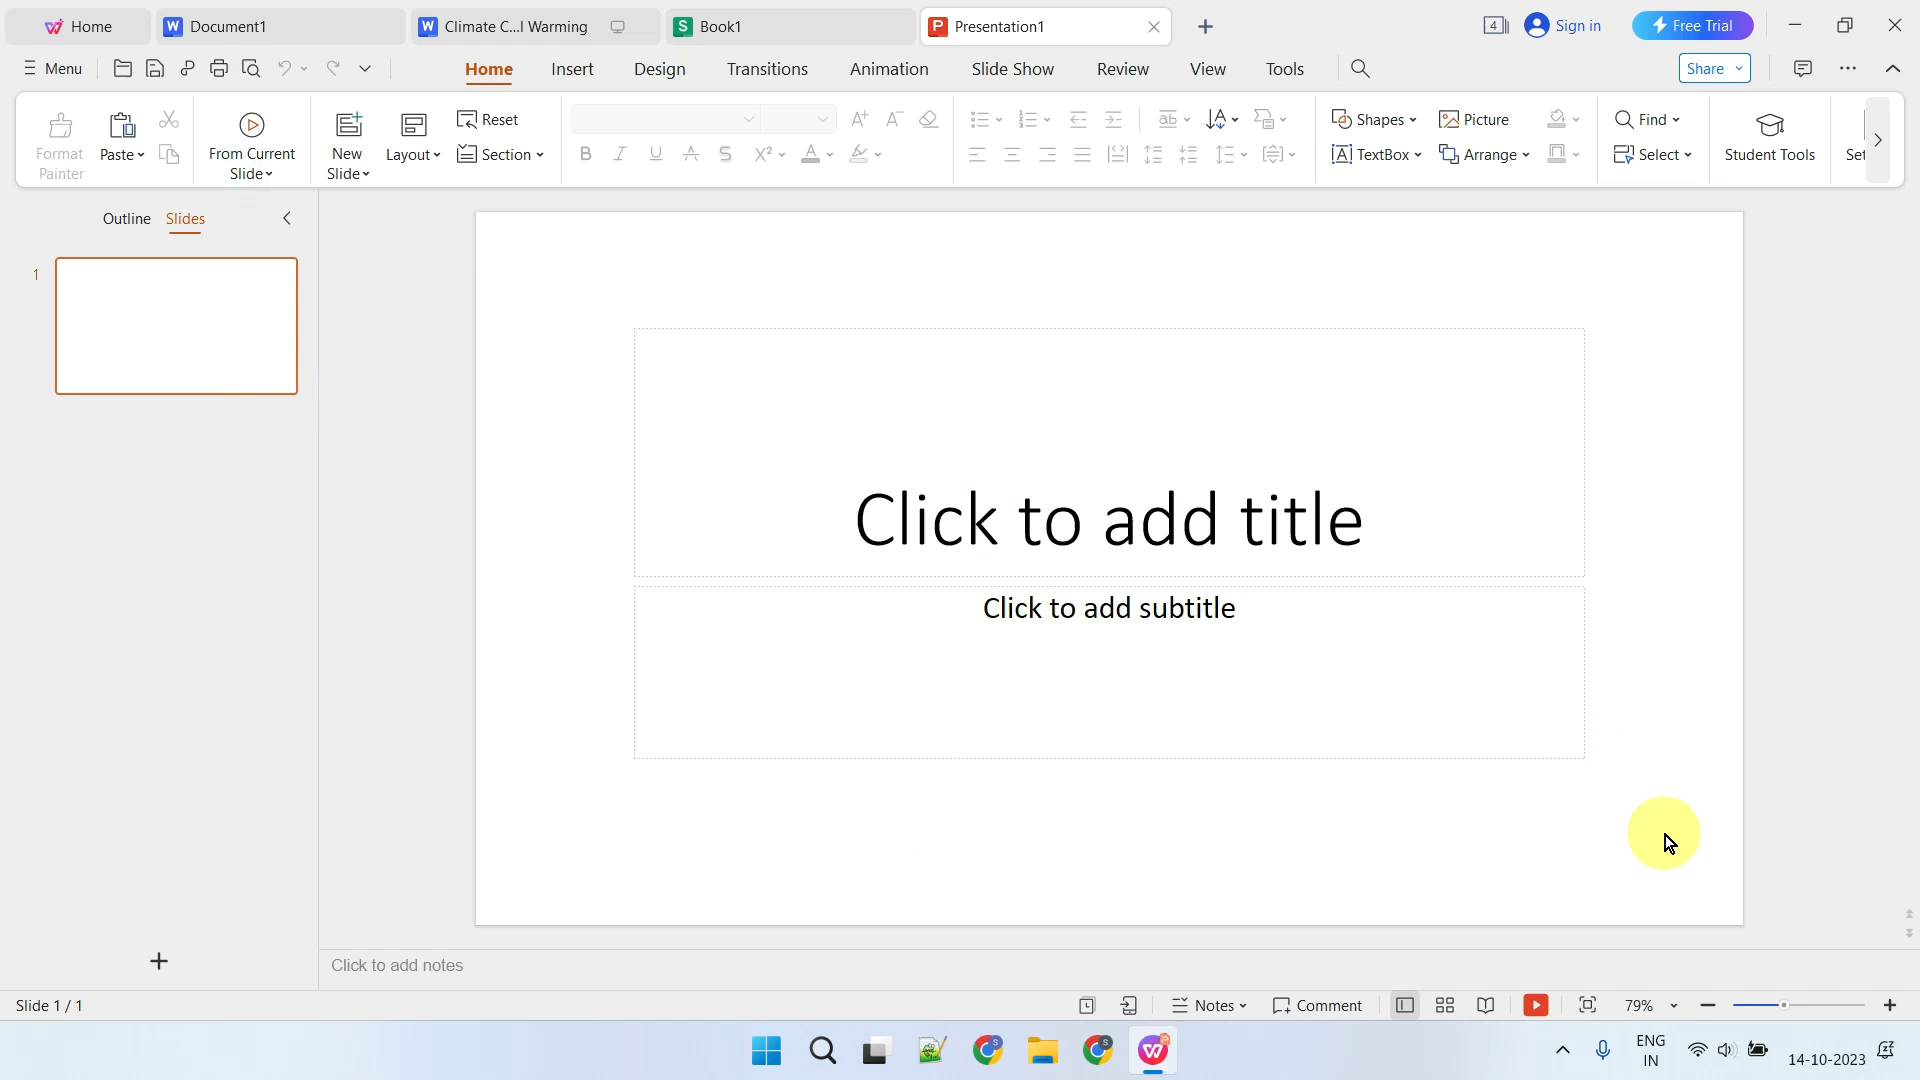 Home
Document1
Climate C...l Warming
Book1
Presentation1
Sign in
Free Trial
Menu
Home
Insert
Design
Transitions
Animation
Slide Show
Review
View
Tools
Share
Format
Painter
Paste
From Current
Slide
New
Slide
Layout
Reset
Section
Shapes
Picture
TextBox
Arrange
Find
Select
Student Tools
Set
Outline
Slides
1
Click to add title
Click to add subtitle
Click to add notes
Slide 1 / 1
Notes
Comment
79%
ENG
IN
14-10-2023